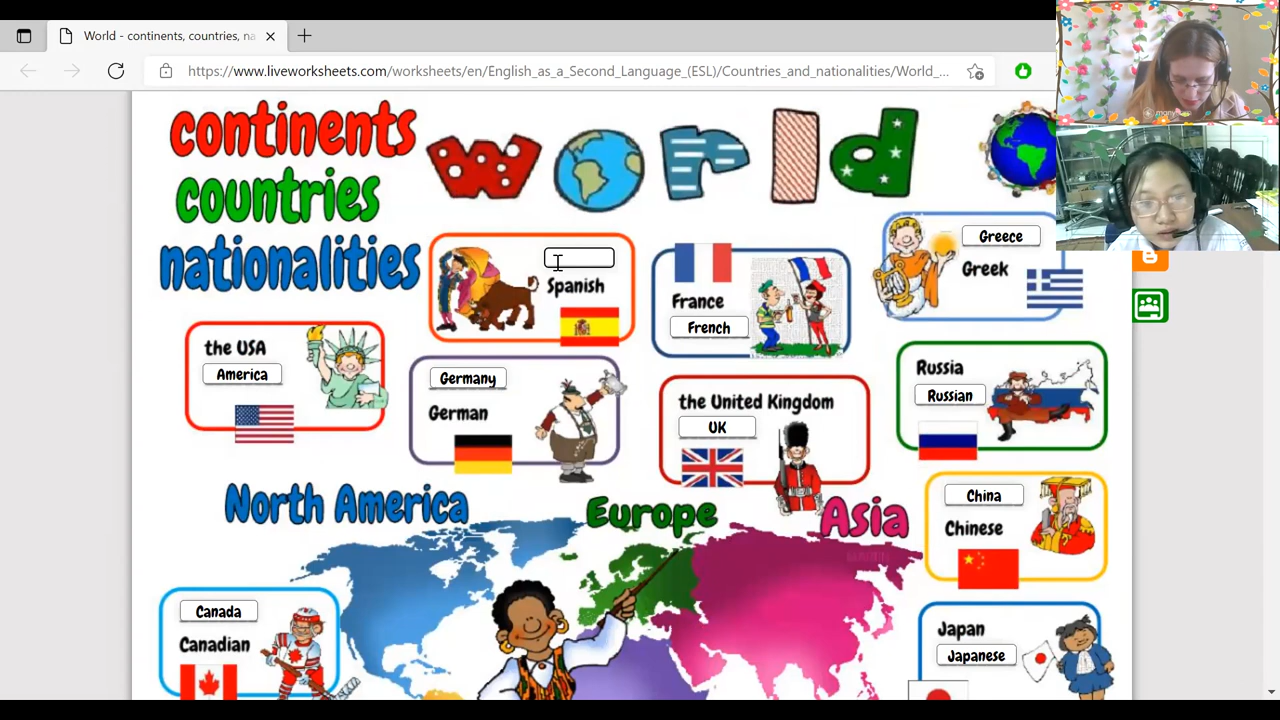 World - continents, countries, na
https://www.liveworksheets.com/worksheets/en/English_as_a_Second_Language_(ESL)/Countries_and_nationalities/World_...
continents
countries
nationalities
World
Spanish
France
French
Greece
Greek
the USA
America
Germany
German
the United Kingdom
UK
Russia
Russian
North America
Europe
Asia
China
Chinese
Canada
Canadian
Japan
Japanese